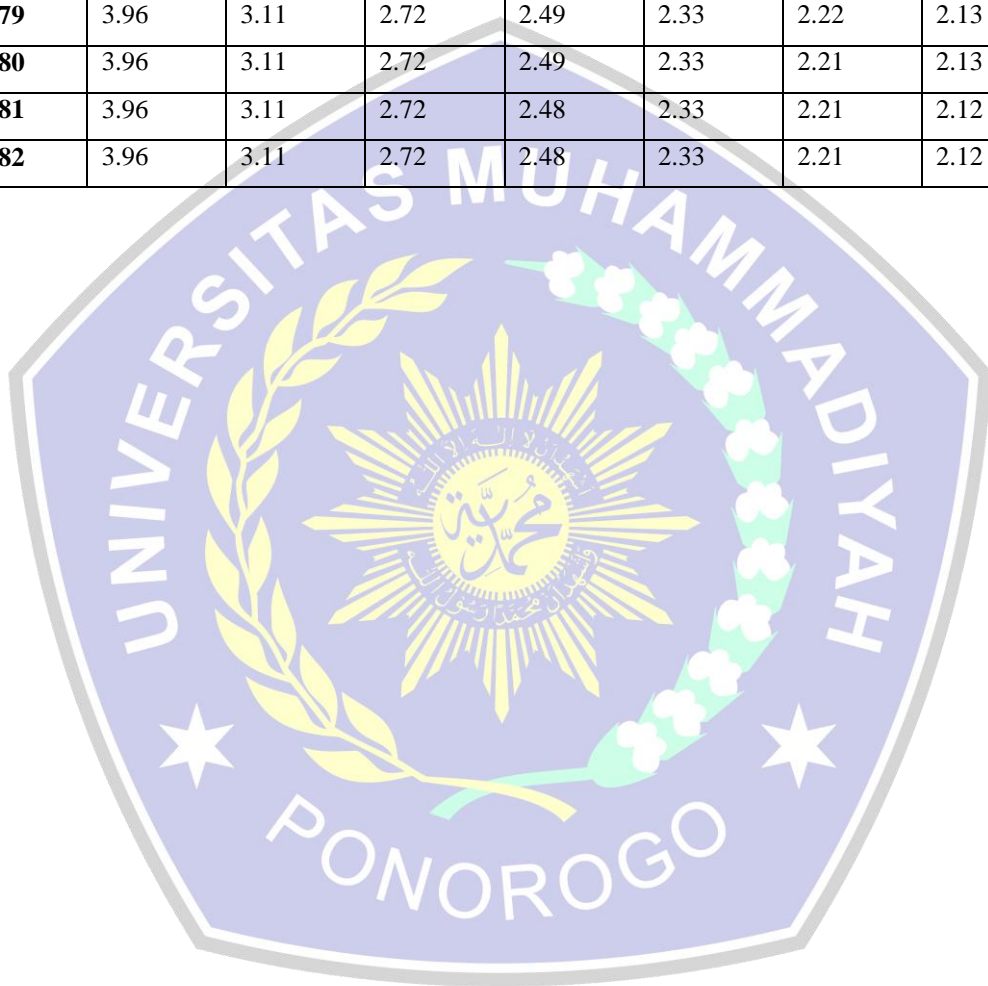 79 3.96 3.11 2.72 2.49 2.33 2.22 2.13
80 3.96 3.11 2.72 2.49 2.33 2.21 2.13
81 3.96 3.11 2.72 2.48 2.33 2.21 2.12
82 3.96 3.11 2.72 2.48 2.33 2.21 2.12
UNIVERSITAS MUHAMMADIYAH
محمدية
PONOROGO